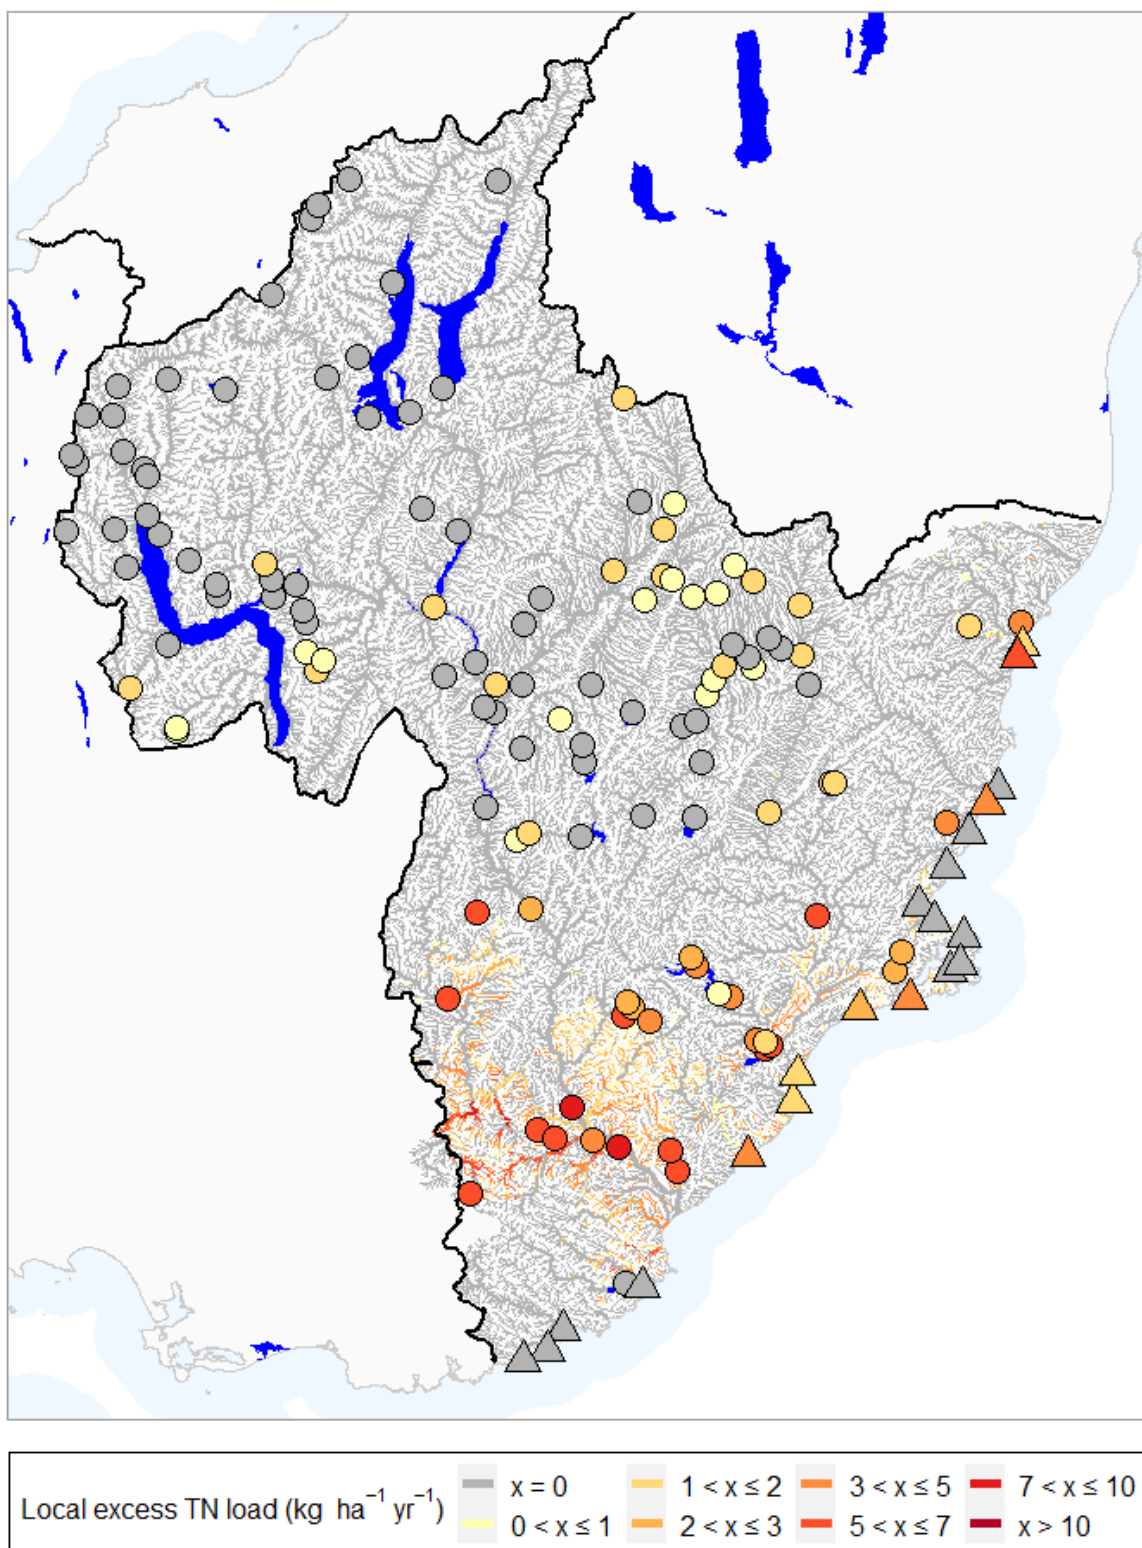 Local excess TN load (kg ha⁻¹ yr⁻¹)
x = 0
0 < x ≤ 1
1 < x ≤ 2
2 < x ≤ 3
3 < x ≤ 5
5 < x ≤ 7
7 < x ≤ 10
x > 10